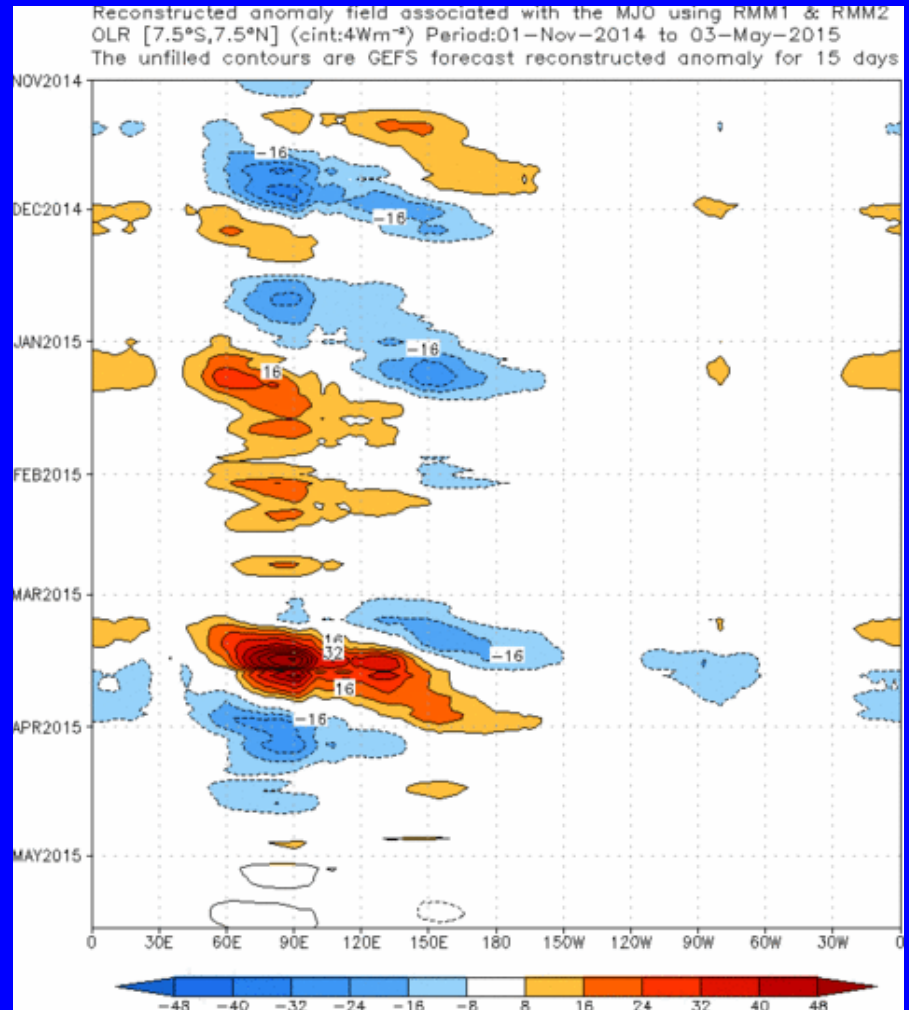 Reconstructed anomaly field associated with the MJO using RMM1 & RMM2
OLR [7.5°S,7.5°N] (cint:4Wm⁻²) Period:01-Nov-2014 to 03-May-2015
The unfilled contours are GEFS forecast reconstructed anomaly for 15 days
NOV2014
-16
DEC2014
-16
JAN2015
-16
16
FEB2015
MAR2015
16
32
-16
16
-16
APR2015
MAY2015
0 30E 60E 90E 120E 150E 180 150W 120W 90W 60W 30W 0
-48 -40 -32 -24 -16 -8 8 16 24 32 40 48